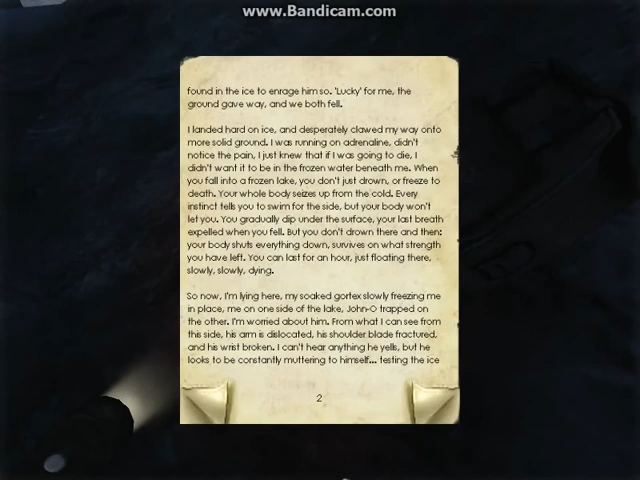 www.Bandicam.com
found in the ice to enrage him so. 'Lucky' for me, the
ground gave way, and we both fell.
I landed hard on ice, and desperately clawed my way onto
more solid ground. I was running on adrenaline, didn't
notice the pain, I just knew that if I was going to die, I
didn't want it to be in the frozen water beneath me. When
you fall into a frozen lake, you don't just drown, or freeze to
death. Your whole body seizes up from the cold. Every
instinct tells you to swim for the side, but your body won't
let you. You gradually dip under the surface, your last breath
expelled when you fell. But you don't drown there and then:
your body shuts everything down, survives on what strength
you have left. You can last for an hour, just floating there,
slowly, slowly, dying.
So now, I'm lying here, my soaked gortex slowly freezing me
in place, me on one side of the lake, John-O trapped on
the other. I'm worried about him. From what I can see from
this side, his arm is dislocated, his shoulder blade fractured,
and his wrist broken. I can't hear anything he yells, but he
looks to be constantly muttering to himself... testing the ice
2